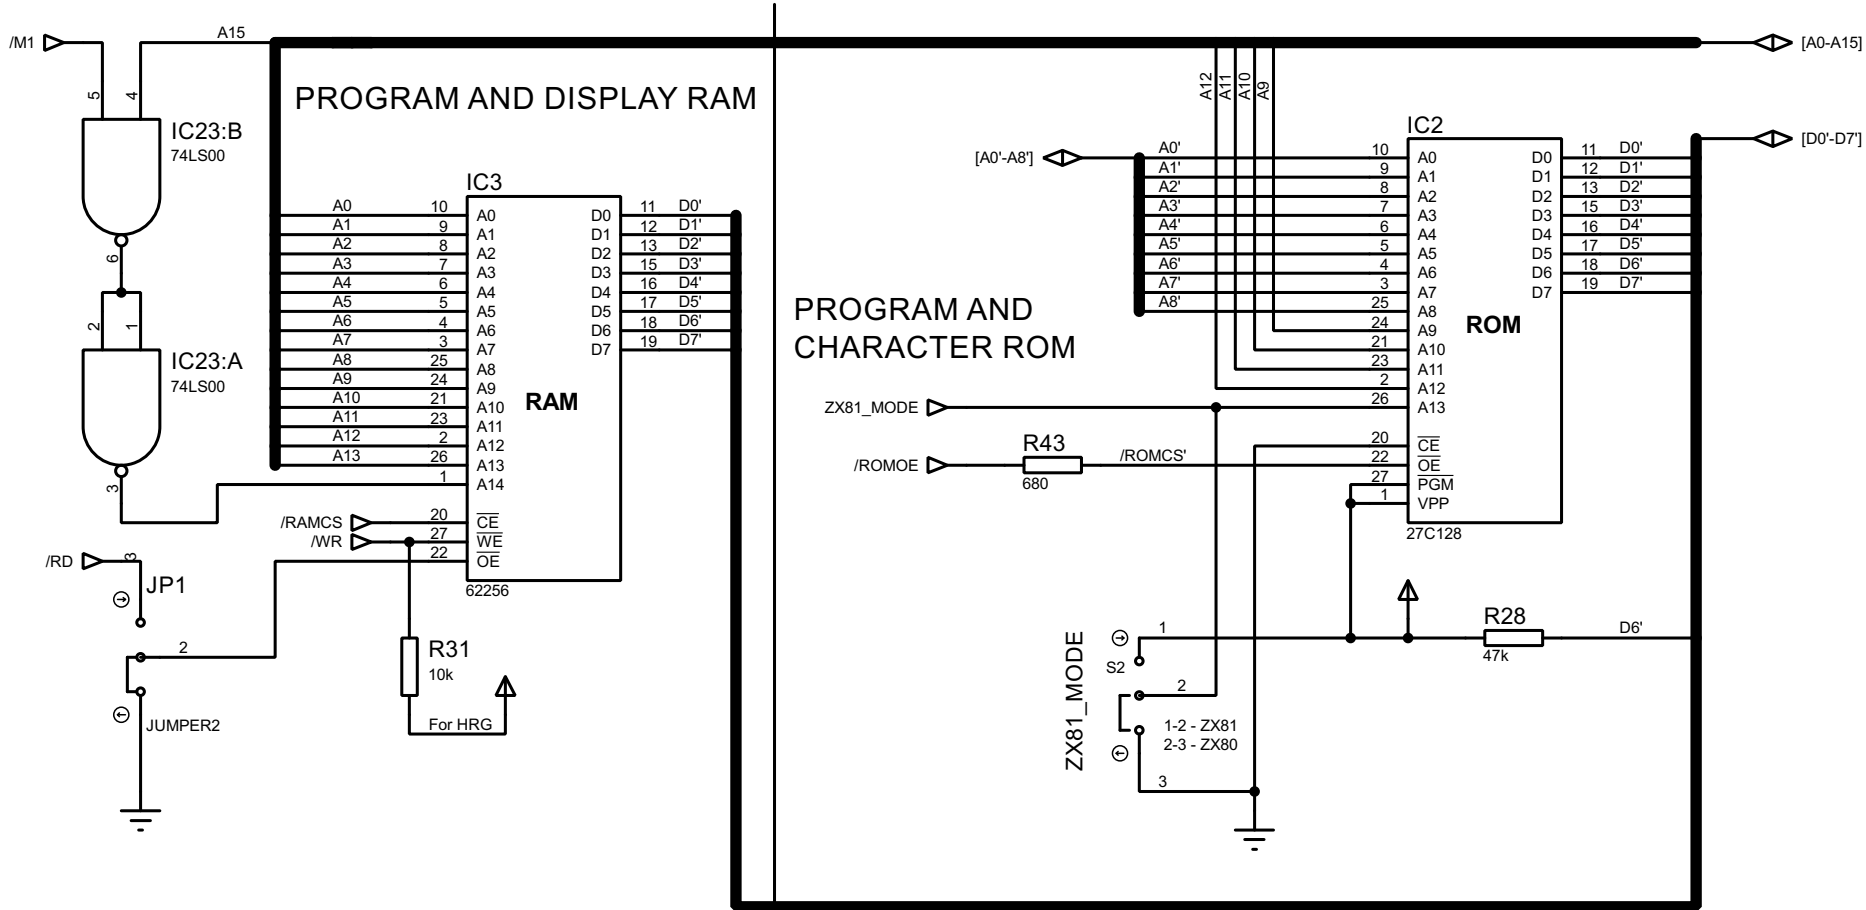 /M1
A15
[A0-A15]
5
4
PROGRAM AND DISPLAY RAM
A12
A11
A10
A9
IC23:B
74LS00
6
2
1
IC23:A
74LS00
3
IC3
A0 10 A0 D0 11 D0'
A1 9 A1 D1 12 D1'
A2 8 A2 D2 13 D2'
A3 7 A3 D3 15 D3'
A4 6 A4 D4 16 D4'
A5 5 A5 D5 17 D5'
A6 4 A6 D6 18 D6'
A7 3 A7 D7 19 D7'
A8 25 A8
A9 24 A9
A10 21 A10
RAM
A11 23 A11
A12 2 A12
A13 26 A13
1 A14
/RAMCS 20 CE
/WR 27 WE
22 OE
62256
/RD
3
JP1
2
JUMPER2
R31
10k
For HRG
PROGRAM AND
CHARACTER ROM
IC2
[D0'-D7']
[A0'-A8']
A0' 10 A0 D0 11 D0'
A1' 9 A1 D1 12 D1'
A2' 8 A2 D2 13 D2'
A3' 7 A3 D3 15 D3'
A4' 6 A4 D4 16 D4'
A5' 5 A5 D5 17 D5'
A6' 4 A6 D6 18 D6'
A7' 3 A7 D7 19 D7'
A8' 25 A8
24 A9
ROM
21 A10
23 A11
2 A12
ZX81_MODE 26 A13
20 CE
/ROMOE
R43
680
/ROMCS'
22 OE
27 PGM
1 VPP
27C128
R28
47k
D6'
ZX81_MODE
1
S2
2
1-2 - ZX81
2-3 - ZX80
3